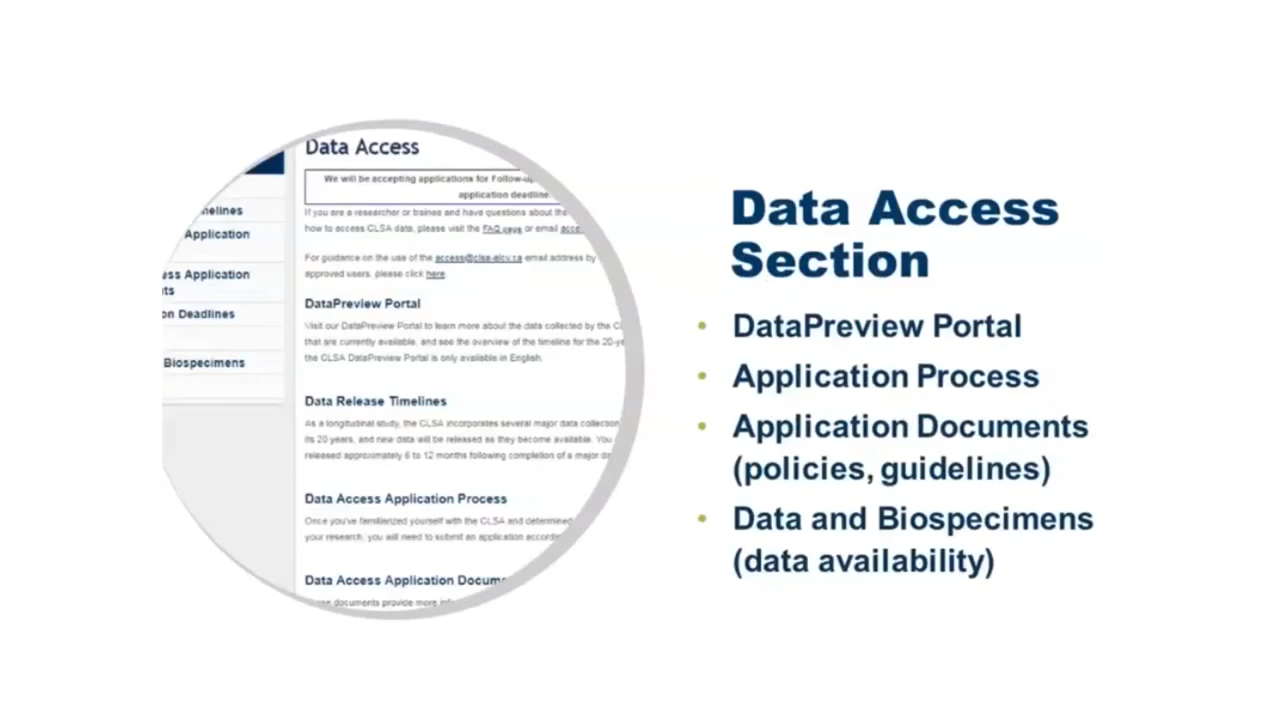 Data Access
We will be accepting applications for Follow-up
application deadline.
If you are a researcher or trainee and have questions about the
how to access CLSA data, please visit the FAQ page or email
For guidance on the use of the access@clsa-elcv.ca email address by
approved users, please click here.
DataPreview Portal
Visit our DataPreview Portal to learn more about the data collected by the
that are currently available, and see the overview of the timeline for the
the CLSA DataPreview Portal is only available in English.
Data Release Timelines
As a longitudinal study, the CLSA incorporates several major data collection
its 20 years, and new data will be released as they become available. You
released approximately 6 to 12 months following completion of a major
Data Access Application Process
Once you've familiarized yourself with the CLSA and determined
your research, you will need to submit an application
Data Access Application
documents provide more
Application
Application
Deadlines
Biospecimens
Data Access
Section
• DataPreview Portal
• Application Process
• Application Documents
(policies, guidelines)
• Data and Biospecimens
(data availability)